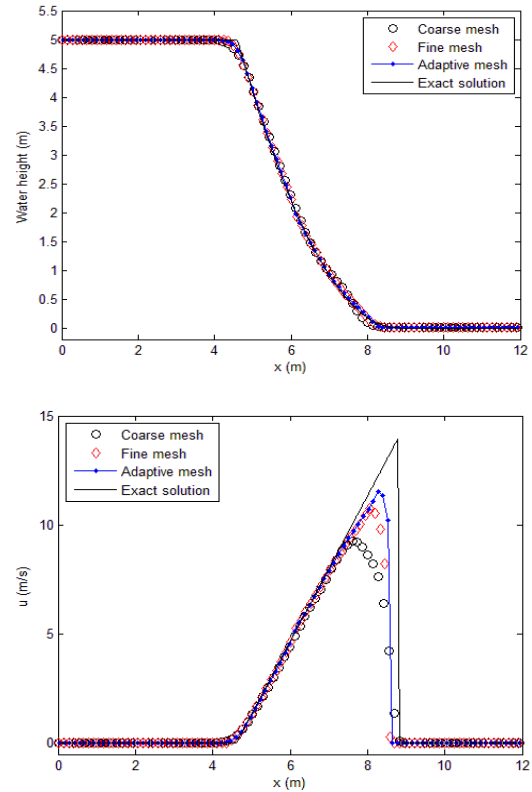 5.5
5
4.5
4
3.5
3
2.5
2
1.5
1
0.5
0
Water height (m)
Coarse mesh
Fine mesh
Adaptive mesh
Exact solution
0 2 4 6 8 10 12
x (m)
15
10
5
0
u (m/s)
Coarse mesh
Fine mesh
Adaptive mesh
Exact solution
0 2 4 6 8 10 12
x (m)